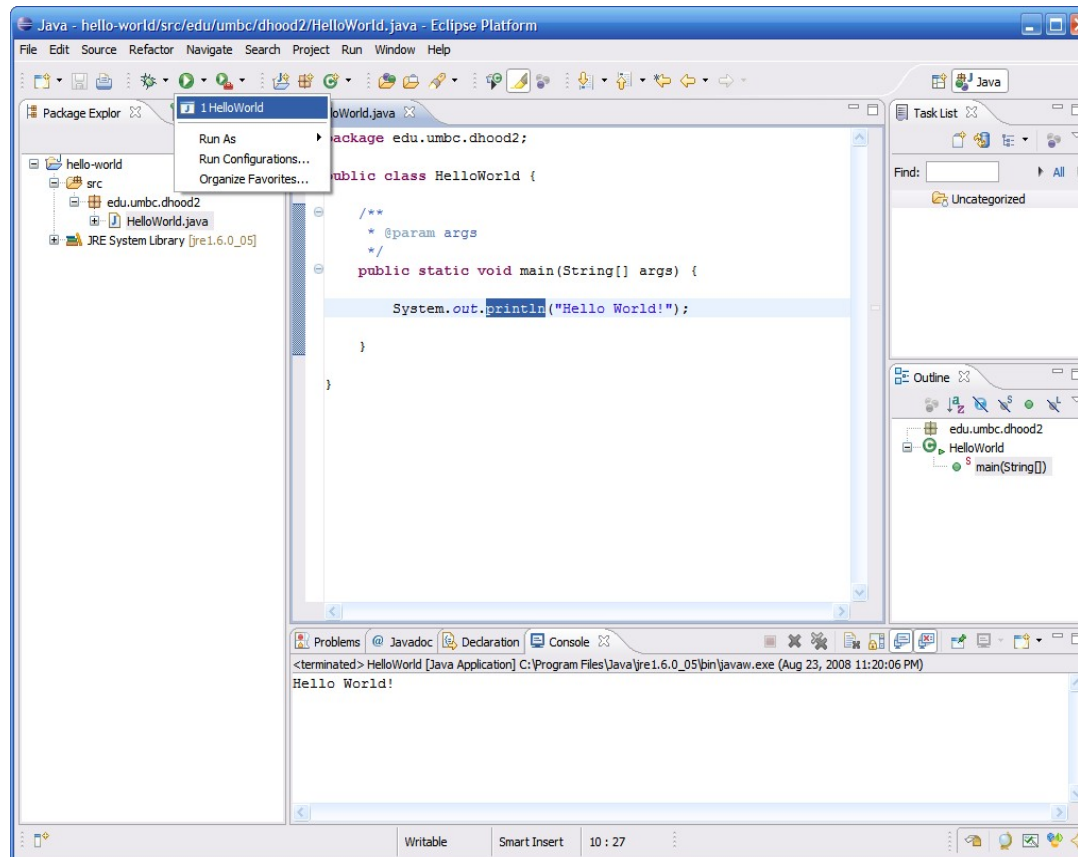 Java - hello-world/src/edu/umbc/dhood2/HelloWorld.java - Eclipse Platform
File Edit Source Refactor Navigate Search Project Run Window Help
Java
Package Explor
1 HelloWorld
Run As
Run Configurations...
Organize Favorites...
hello-world
src
edu.umbc.dhood2
HelloWorld.java
JRE System Library [jre1.6.0_05]
loWorld.java
package edu.umbc.dhood2;
public class HelloWorld {
/**
* @param args
*/
public static void main(String[] args) {
System.out.println("Hello World!");
}
}
Task List
Find:
All
Uncategorized
Outline
edu.umbc.dhood2
HelloWorld
main(String[])
Problems @ Javadoc Declaration Console
<terminated> HelloWorld [Java Application] C:\Program Files\Java\jre1.6.0_05\bin\javaw.exe (Aug 23, 2008 11:20:06 PM)
Hello World!
Writable Smart Insert 10 : 27